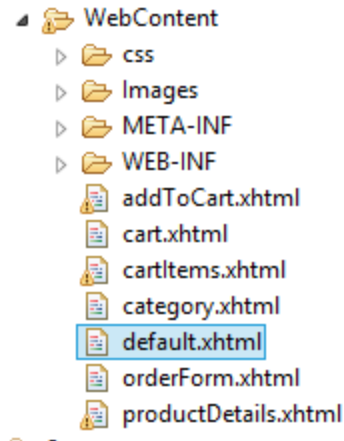 WebContent
css
Images
META-INF
WEB-INF
addToCart.xhtml
cart.xhtml
cartItems.xhtml
category.xhtml
default.xhtml
orderForm.xhtml
productDetails.xhtml